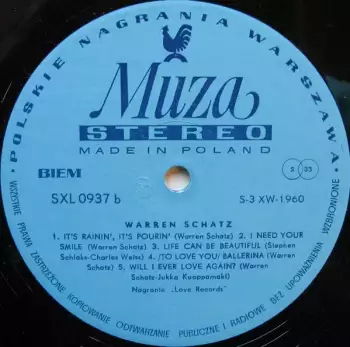 POLSKIE NAGRANIA WARSZAWA
Muza
STEREO
MADE IN POLAND
BIEM
S 33
SXL 0937 b
S-3 XW-1960
WARREN SCHATZ
1. IT'S RAININ', IT'S POURIN' (Warren Schatz) 2. I NEED YOUR
SMILE (Warren Schatz) 3. LIFE CAN BE BEAUTIFUL (Stephen
Schlaks-Charles Weiss) 4. /TO LOVE YOU/ BALLERINA (Warren
Schatz) 5. WILL I EVER LOVE AGAIN? (Warren
Schatz-Jukka Kuoppamaki)
Nagrania „Love Records"
• WSZELKIE PRAWA ZASTRZEŻONE KOPIOWANIE ODTWARZANIE PUBLICZNE I RADIOWE BEZ UPOWAŻNIENIA WZBRONIONE •